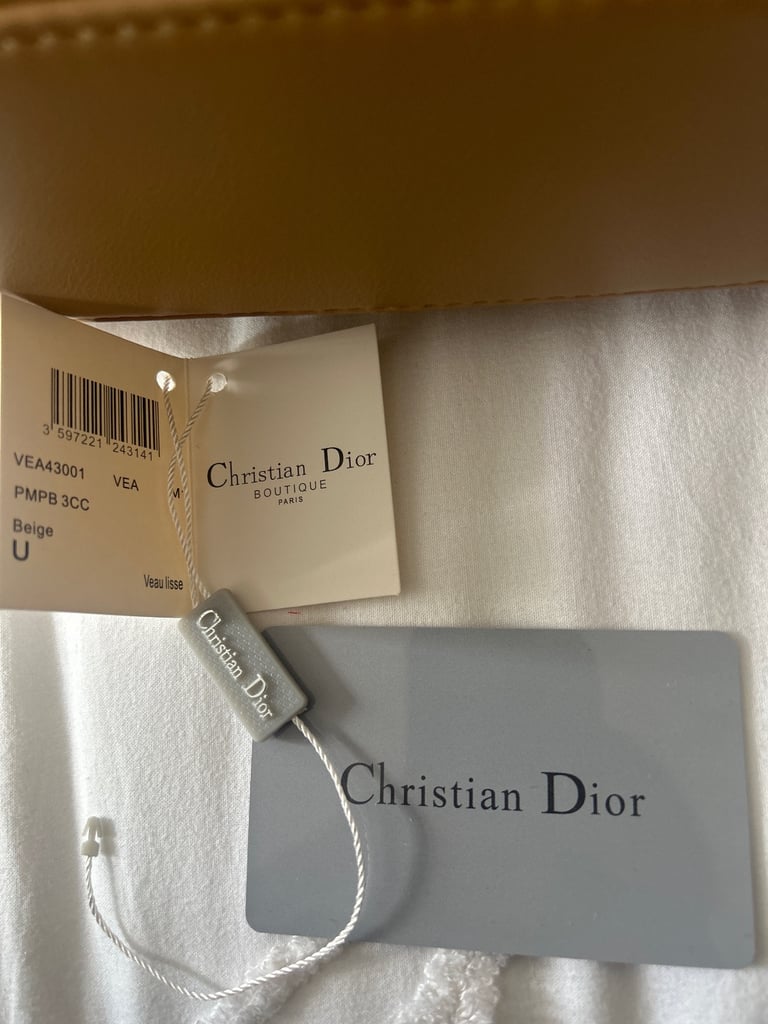 3 597221 243141
VEA43001 VEA
PMPB 3CC
Beige
U
Veau lisse
Christian Dior
BOUTIQUE
PARIS
Christian Dior
Christian Dior